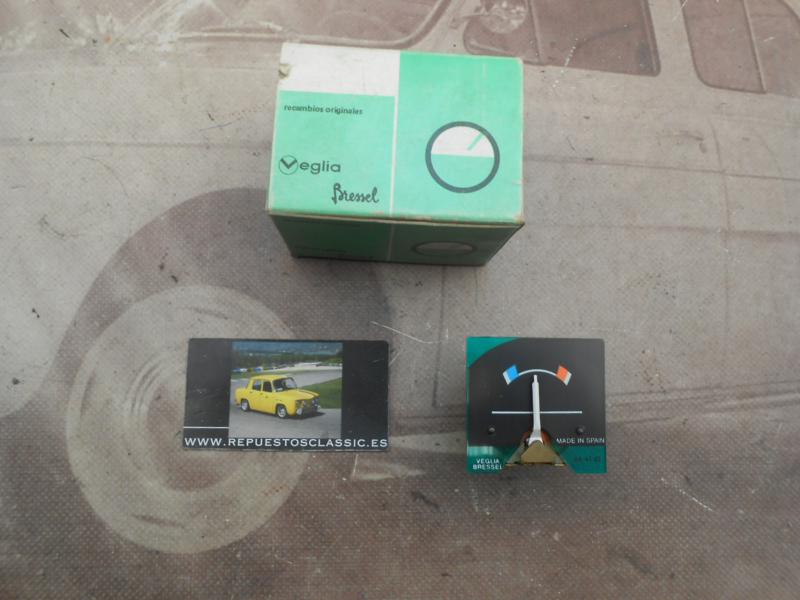 recambios originales
Veglia
Bressel
WWW.REPUESTOSCLASSIC.ES
MADE IN SPAIN
VEGLIA
BRESSEL